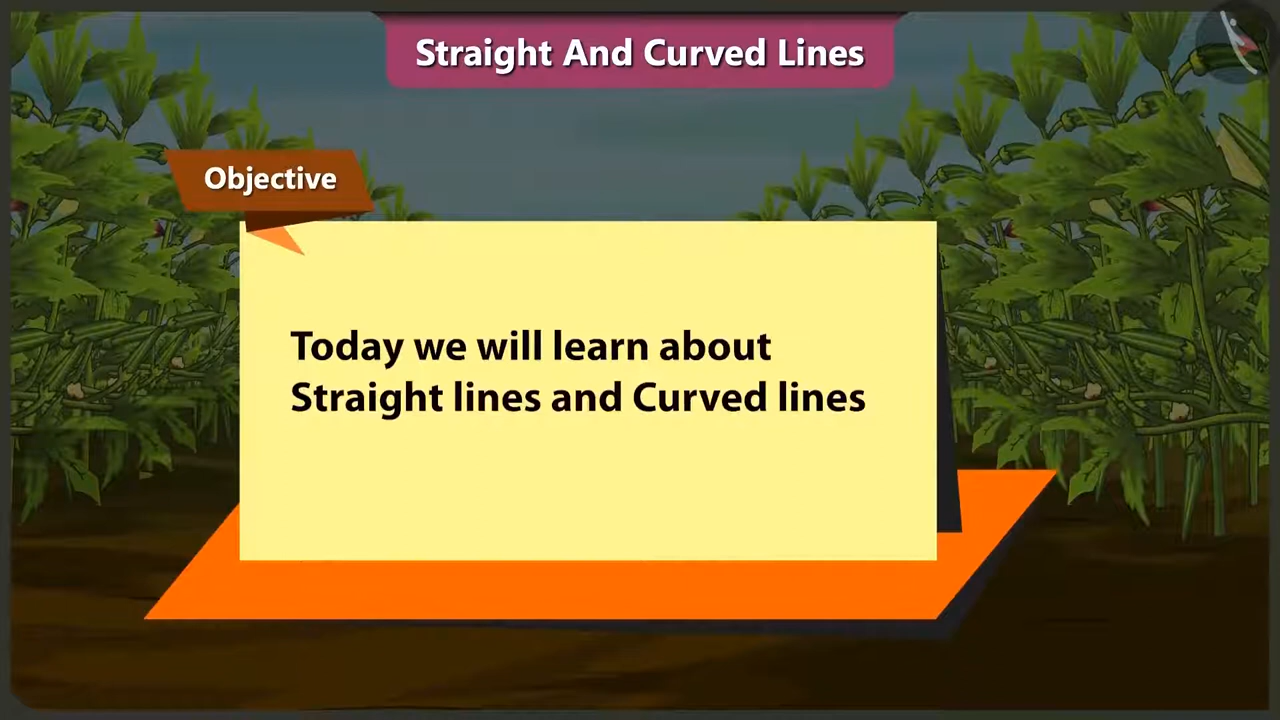 Straight And Curved Lines
Objective
Today we will learn about
Straight lines and Curved lines